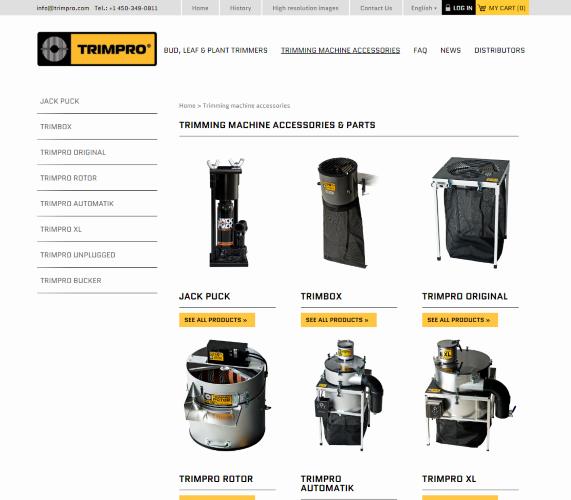 info@trimpro.com Tel.: +1 450-349-0811 Home History High resolution images Contact Us English LOG IN MY CART (0)
TRIMPRO® BUD, LEAF & PLANT TRIMMERS TRIMMING MACHINE ACCESSORIES FAQ NEWS DISTRIBUTORS
JACK PUCK
TRIMBOX
TRIMPRO ORIGINAL
TRIMPRO ROTOR
TRIMPRO AUTOMATIK
TRIMPRO XL
TRIMPRO UNPLUGGED
TRIMPRO BUCKER
Home > Trimming machine accessories
TRIMMING MACHINE ACCESSORIES & PARTS
JACK PUCK TRIMBOX TRIMPRO ORIGINAL
SEE ALL PRODUCTS » SEE ALL PRODUCTS » SEE ALL PRODUCTS »
XL
TRIMPRO ROTOR TRIMPRO AUTOMATIK TRIMPRO XL